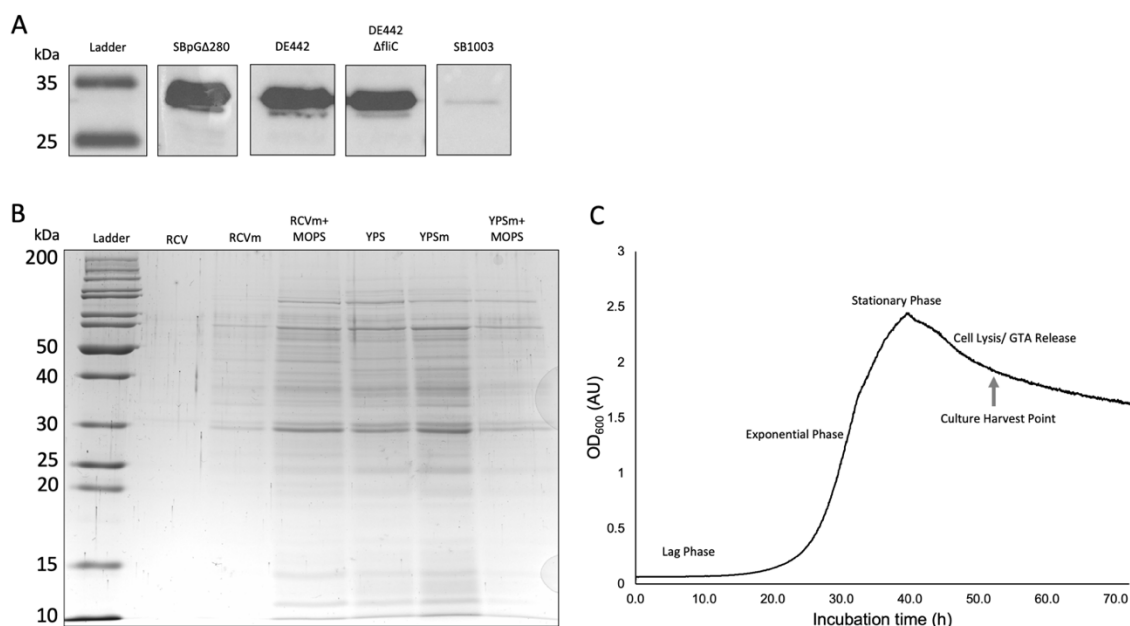 A
kDa
Ladder
SBpGΔ280
DE442
DE442
ΔfliC
SB1003
35
25
B
kDa
Ladder
RCV
RCVm
RCVm+
MOPS
YPS
YPSm
YPSm+
MOPS
200
50
40
30
25
20
15
10
C
3
2.5
2
1.5
1
0.5
0
OD600 (AU)
Stationary Phase
Cell Lysis/ GTA Release
Culture Harvest Point
Exponential Phase
Lag Phase
0.0 10.0 20.0 30.0 40.0 50.0 60.0 70.0
Incubation time (h)